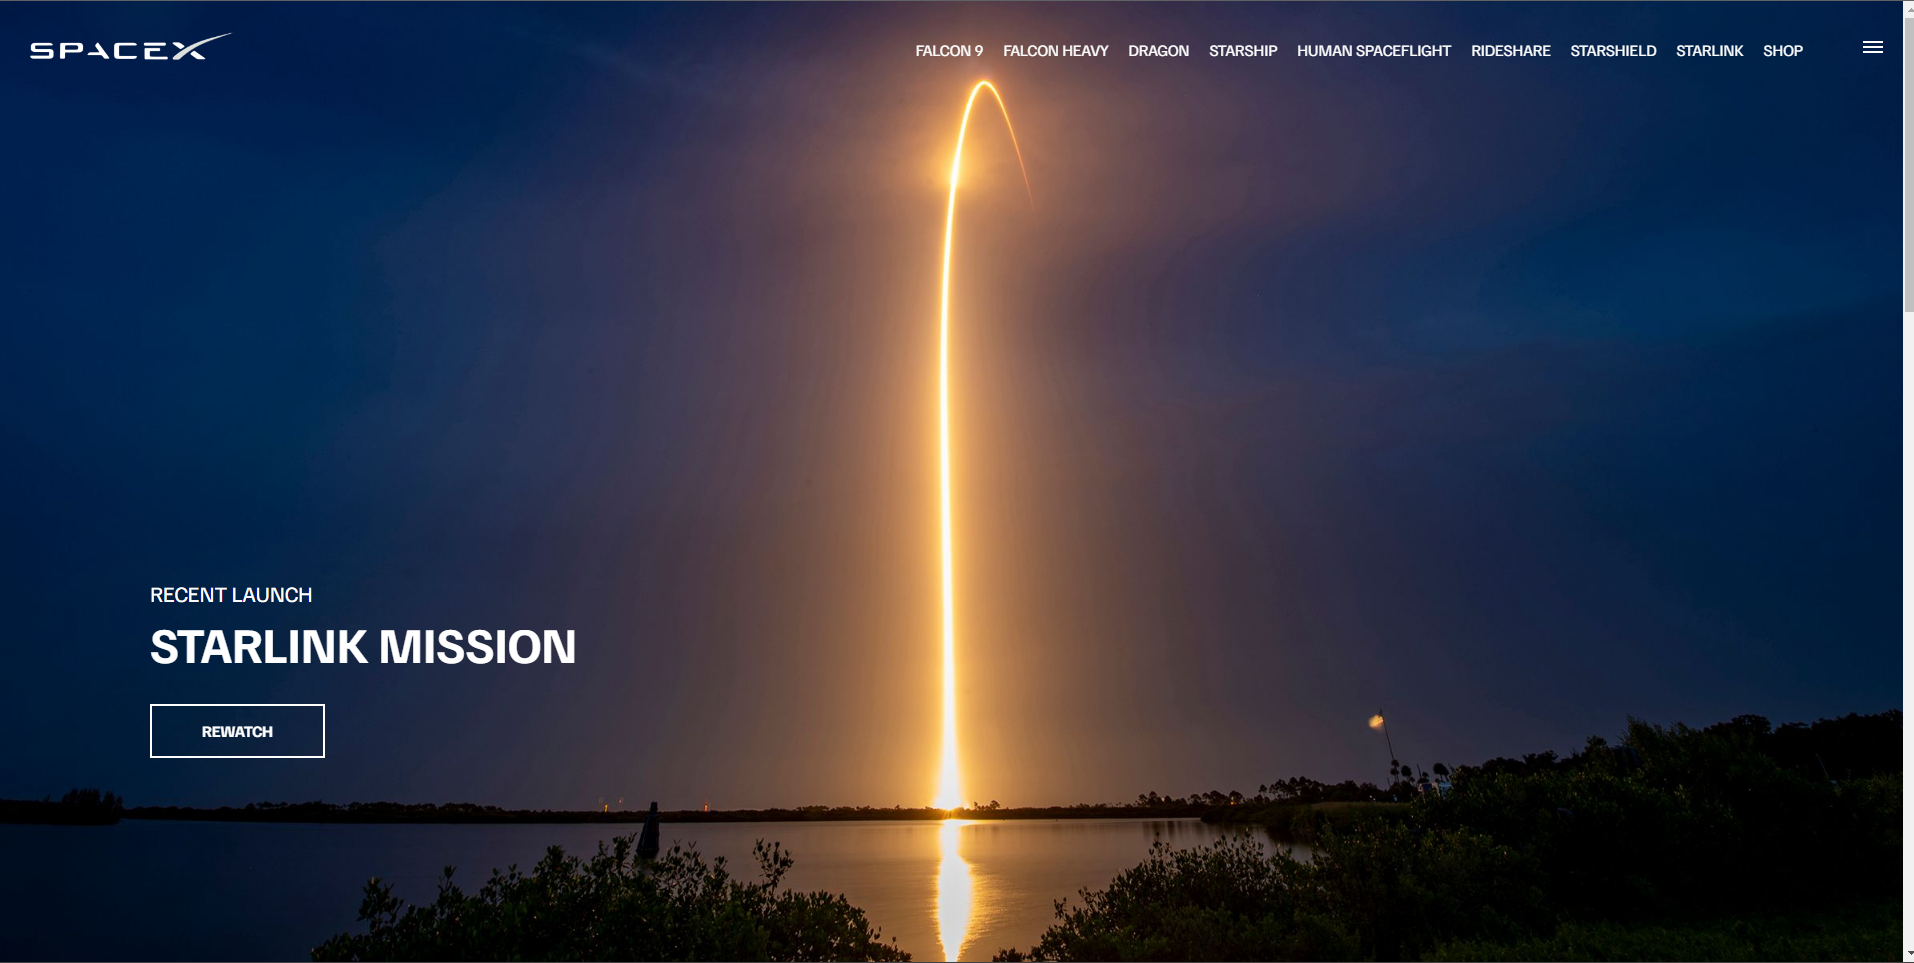 SPACEX
FALCON 9 FALCON HEAVY DRAGON STARSHIP HUMAN SPACEFLIGHT RIDESHARE STARSHIELD STARLINK SHOP
RECENT LAUNCH
STARLINK MISSION
REWATCH